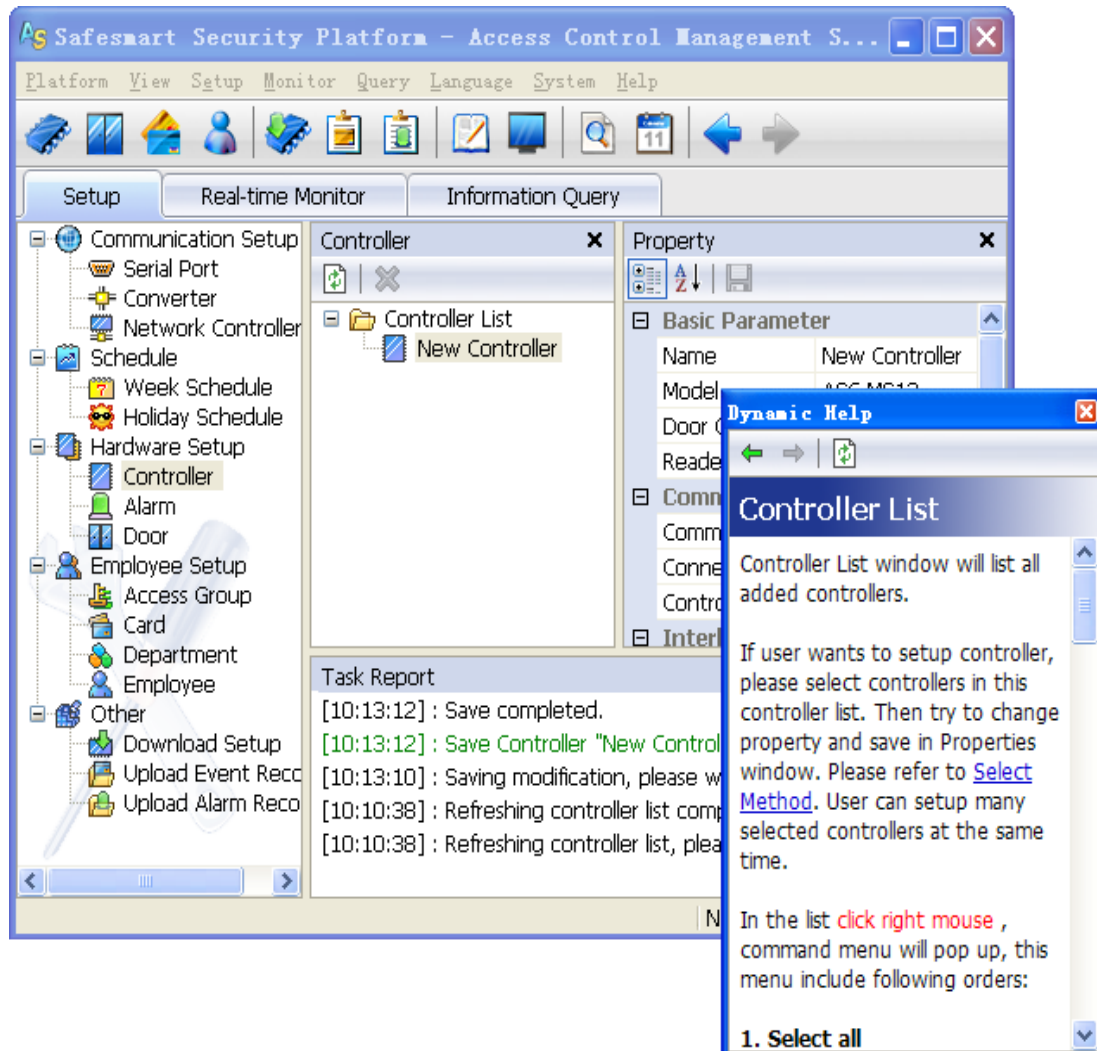 Safesmart Security Platform - Access Control Management S...
Platform View Setup Monitor Query Language System Help
11
Setup Real-time Monitor Information Query
Communication Setup
Serial Port
Converter
Network Controller
Schedule
7
Week Schedule
Holiday Schedule
Hardware Setup
Controller
Alarm
Door
Employee Setup
Access Group
Card
Department
Employee
Other
Download Setup
Upload Event Reco
Upload Alarm Reco
Controller
Controller List
New Controller
Property
Basic Parameter
Name New Controller
Model
Door
Reade
Comm
Comm
Conne
Contro
Interl
Task Report
[10:13:12] : Save completed.
[10:13:12] : Save Controller "New Control
[10:13:10] : Saving modification, please w
[10:10:38] : Refreshing controller list comp
[10:10:38] : Refreshing controller list, plea
N
Dynamic Help
Controller List
Controller List window will list all
added controllers.
If user wants to setup controller,
please select controllers in this
controller list. Then try to change
property and save in Properties
window. Please refer to Select
Method. User can setup many
selected controllers at the same
time.
In the list click right mouse ,
command menu will pop up, this
menu include following orders:
1. Select all